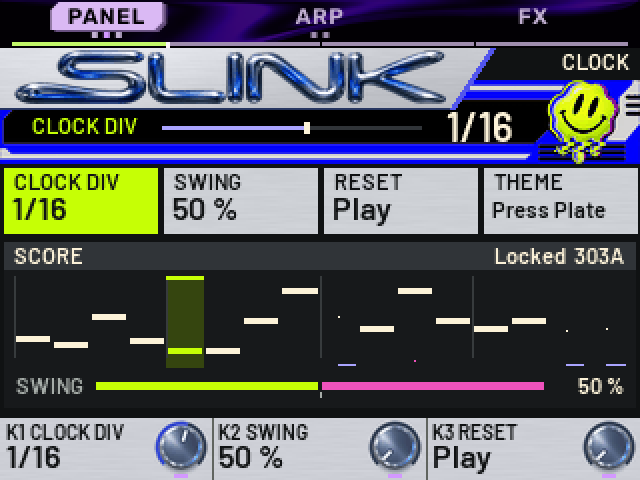 PANEL ARP FX
SLINK
CLOCK
CLOCK DIV 1/16
CLOCK DIV SWING RESET THEME
1/16 50 % Play Press Plate
SCORE Locked 303A
SWING 50 %
K1 CLOCK DIV K2 SWING K3 RESET
1/16 50 % Play